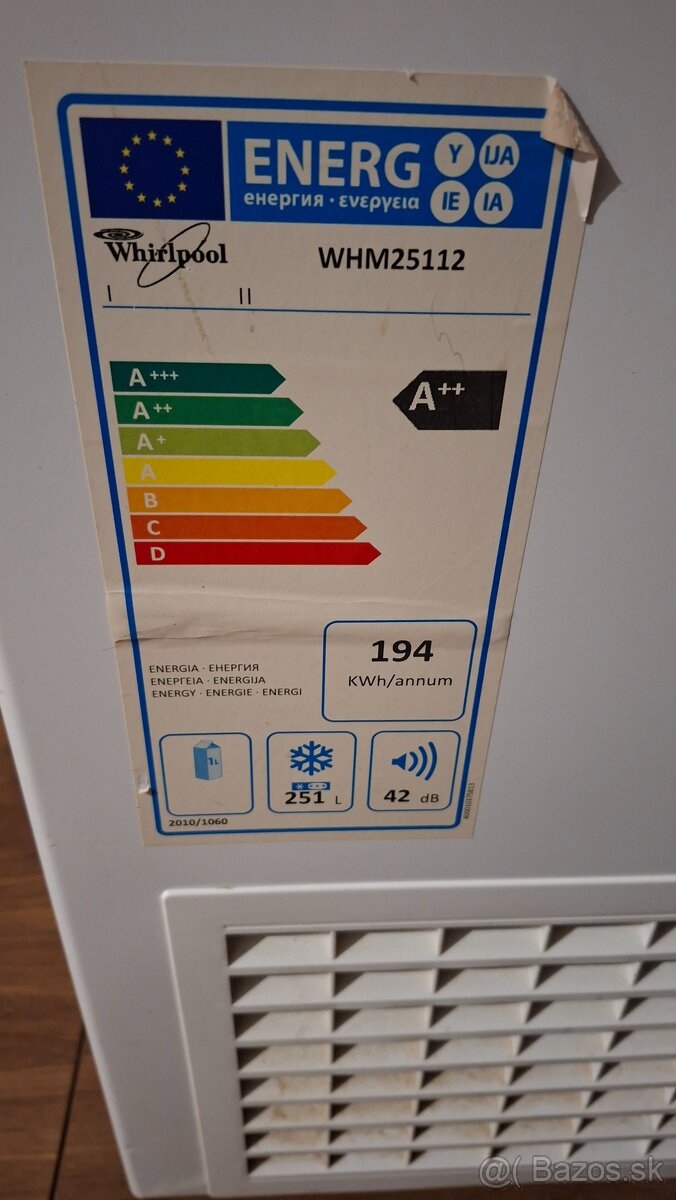 ENERG Y IJA
енергия · ενεργεια IE IA
Whirlpool WHM25112
I II
A+++
A++
A++
A+
A
B
C
D
194
KWh/annum
ENERGIA · ЕНЕРГИЯ
ΕΝΕΡΓΕΙΑ · ENERGIJA
ENERGY · ENERGIE · ENERGI
1L
251 L
42 dB
2010/1060
@( Bazos.sk